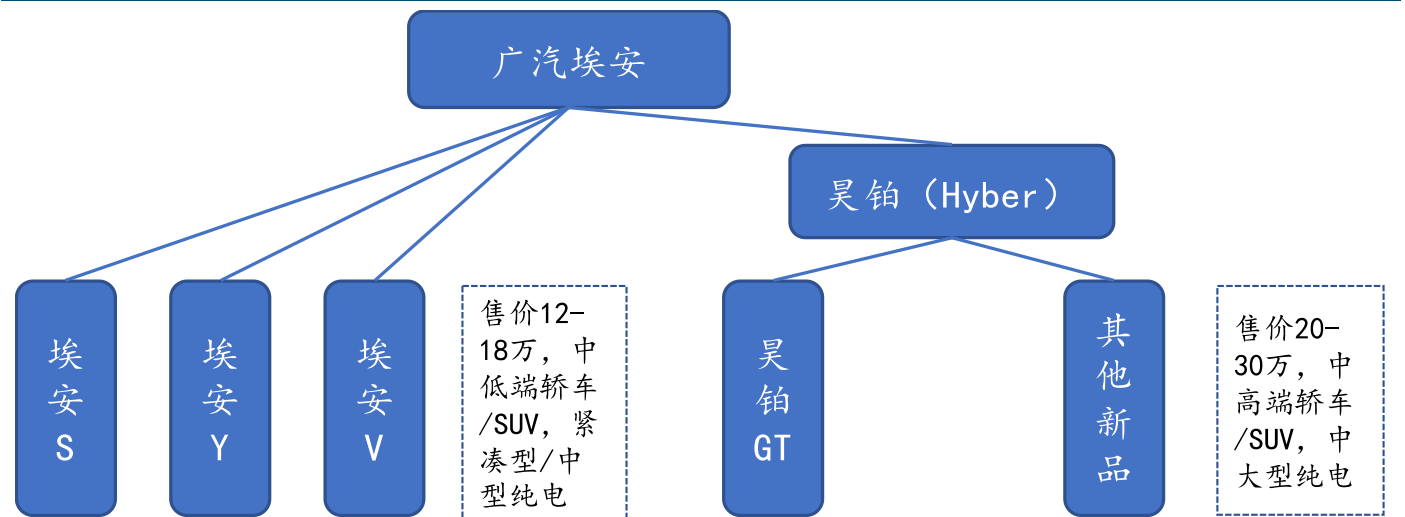 广汽埃安
昊铂（Hyber）
埃
安
S
埃
安
Y
埃
安
V
售价12-
18万，中
低端轿车
/SUV，紧
凑型/中
型纯电
昊
铂
GT
其
他
新
品
售价20-
30万，中
高端轿车
/SUV，中
大型纯电